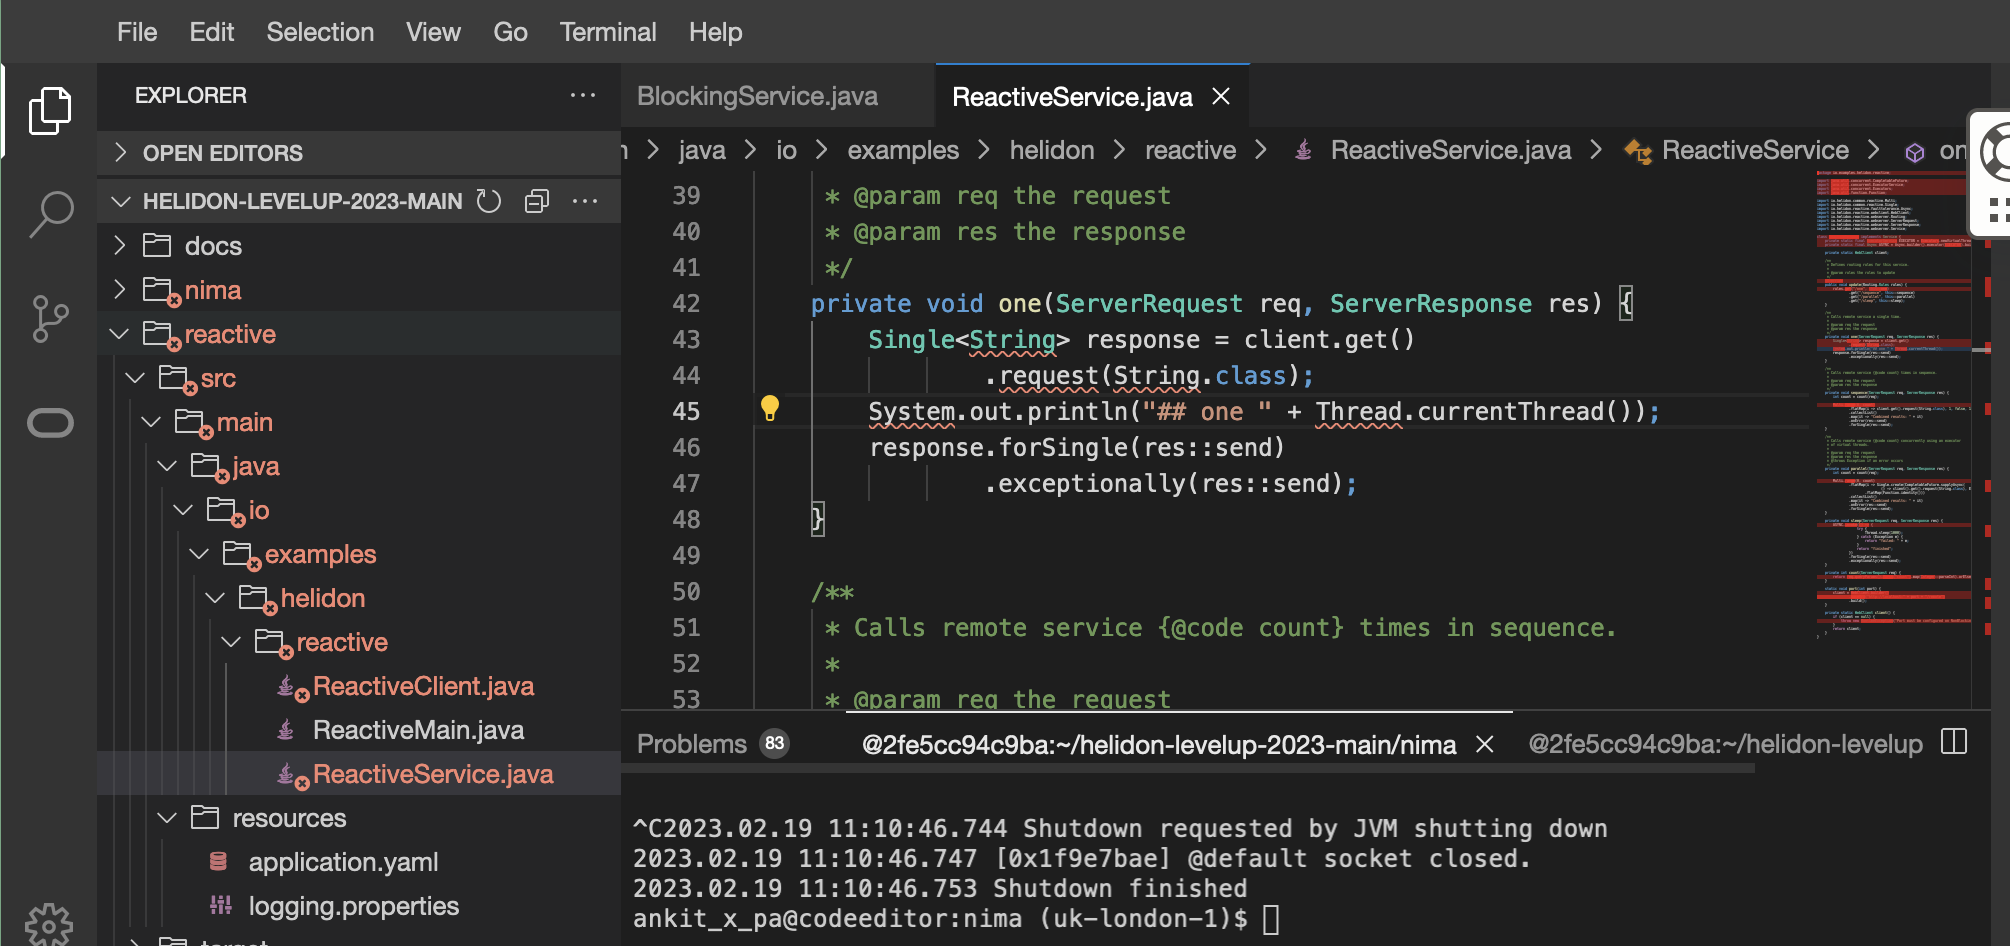 File Edit Selection View Go Terminal Help
EXPLORER
OPEN EDITORS
HELIDON-LEVELUP-2023-MAIN
docs
nima
reactive
src
main
java
io
examples
helidon
reactive
ReactiveClient.java
ReactiveMain.java
ReactiveService.java
resources
application.yaml
logging.properties
target
BlockingService.java ReactiveService.java
java > io > examples > helidon > reactive > ReactiveService.java > ReactiveService > on
39 * @param req the request
40 * @param res the response
41 */
42 private void one(ServerRequest req, ServerResponse res) {
43 Single<String> response = client.get()
44 .request(String.class);
45 System.out.println("## one " + Thread.currentThread());
46 response.forSingle(res::send)
47 .exceptionally(res::send);
48 }
49
50 /**
51 * Calls remote service {@code count} times in sequence.
52 *
53 * @param req the request
Problems 83 @2fe5cc94c9ba:~/helidon-levelup-2023-main/nima @2fe5cc94c9ba:~/helidon-levelup
^C2023.02.19 11:10:46.744 Shutdown requested by JVM shutting down
2023.02.19 11:10:46.747 [0x1f9e7bae] @default socket closed.
2023.02.19 11:10:46.753 Shutdown finished
ankit_x_pa@codeeditor:nima (uk-london-1)$